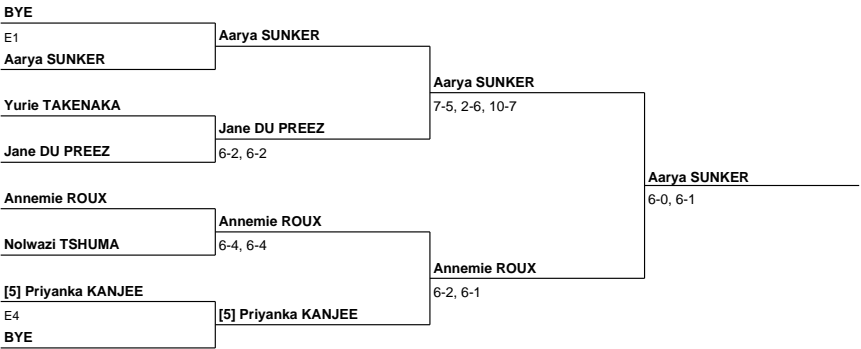 BYE
E1
Aarya SUNKER
Aarya SUNKER
Aarya SUNKER
7-5, 2-6, 10-7
Yurie TAKENAKA
Jane DU PREEZ
6-2, 6-2
Jane DU PREEZ
Aarya SUNKER
6-0, 6-1
Annemie ROUX
Annemie ROUX
6-4, 6-4
Nolwazi TSHUMA
Annemie ROUX
6-2, 6-1
[5] Priyanka KANJEE
E4
[5] Priyanka KANJEE
BYE